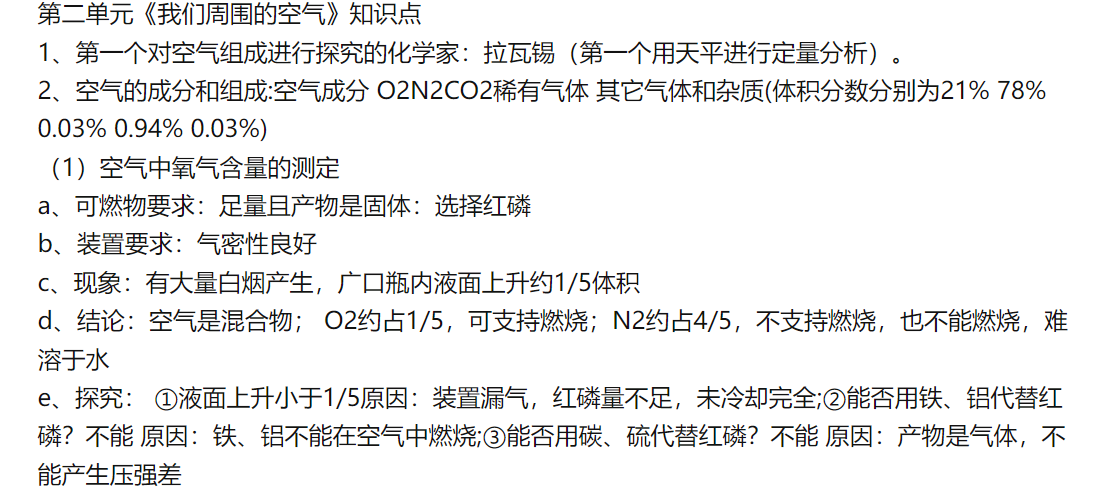 第二单元《我们周围的空气》知识点
1、第一个对空气组成进行探究的化学家：拉瓦锡（第一个用天平进行定量分析）。
2、空气的成分和组成:空气成分 O2N2CO2稀有气体 其它气体和杂质(体积分数分别为21% 78%
0.03% 0.94% 0.03%)
（1）空气中氧气含量的测定
a、可燃物要求：足量且产物是固体：选择红磷
b、装置要求：气密性良好
c、现象：有大量白烟产生，广口瓶内液面上升约1/5体积
d、结论：空气是混合物； O2约占1/5，可支持燃烧；N2约占4/5，不支持燃烧，也不能燃烧，难
溶于水
e、探究： ①液面上升小于1/5原因：装置漏气，红磷量不足，未冷却完全;②能否用铁、铝代替红
磷？不能 原因：铁、铝不能在空气中燃烧;③能否用碳、硫代替红磷？不能 原因：产物是气体，不
能产生压强差